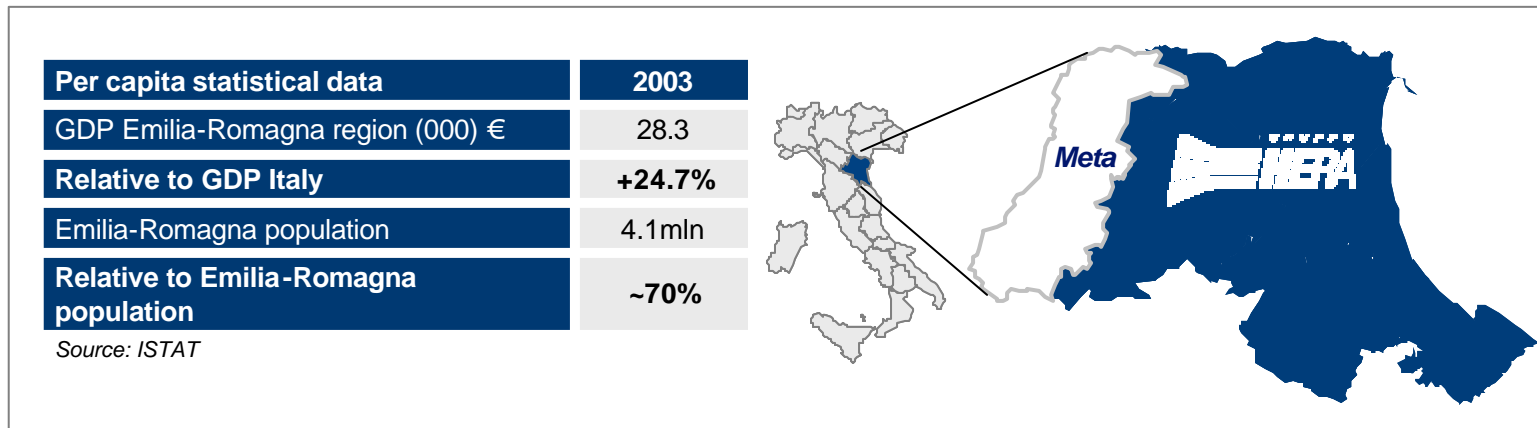 Per capita statistical data 2003
GDP Emilia-Romagna region (000) € 28.3
Relative to GDP Italy +24.7%
Emilia-Romagna population 4.1mln
Relative to Emilia-Romagna
population
~70%
Source: ISTAT
Meta
GRUPPO
HERA